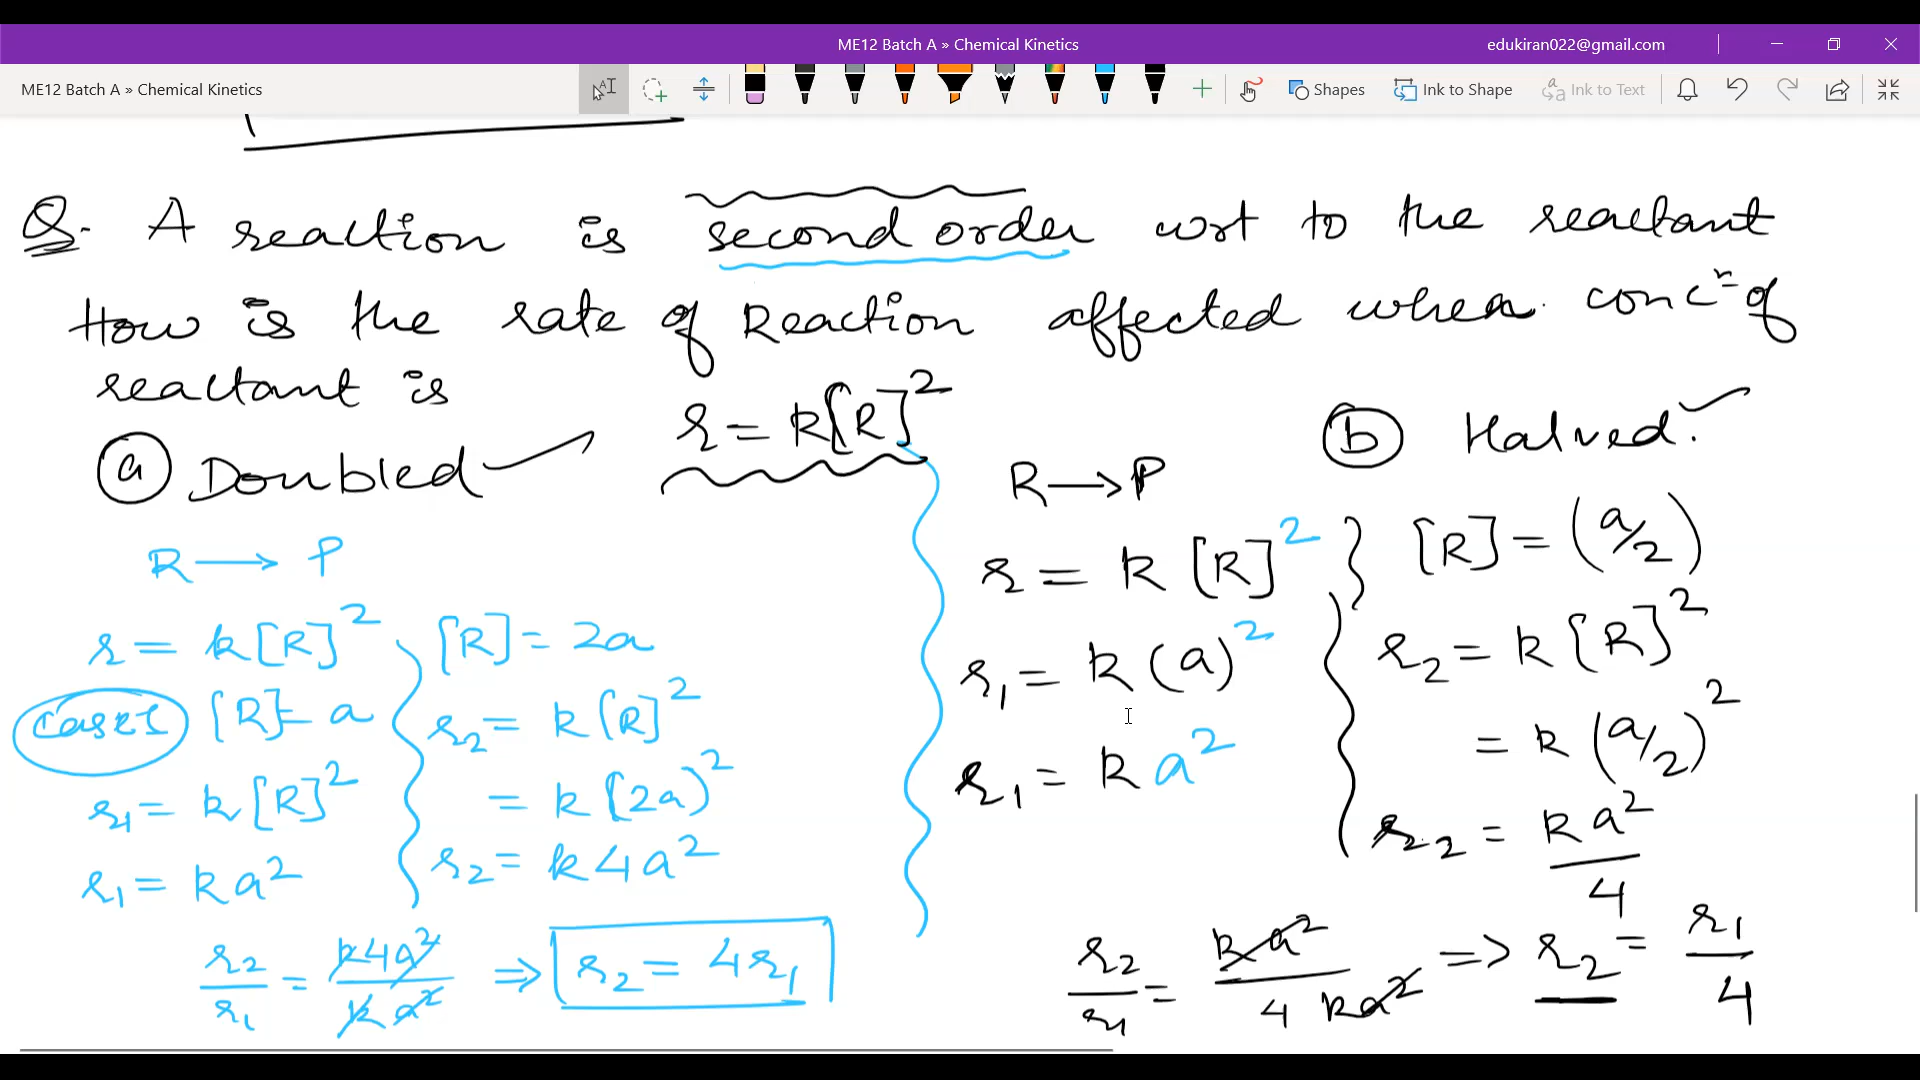 ME12 Batch A » Chemical Kinetics
edukiran022@gmail.com
ME12 Batch A » Chemical Kinetics
Shapes
Ink to Shape
Ink to Text
Q. A reaction is second order wrt to the reactant
How is the rate of Reaction affected when concⁿ of
reactant is
r = k[R]²
(a) Doubled
R ⟶ P
r = k[R]²
Case I [R] = a
r₁ = k[R]²
r₁ = ka²
[R] = 2a
r₂ = k[R]²
= k(2a)²
r₂ = k4a²
r₂/r₁ = k4a²/ka² ⇒ r₂ = 4r₁
(b) Halved.
R ⟶ P
r = k[R]²
r₁ = k(a)²
r₁ = ka²
[R] = (a/2)
r₂ = k[R]²
= k(a/2)²
r₂ = ka²/4
r₂/r₁ = ka²/4ka² => r₂ = r₁/4